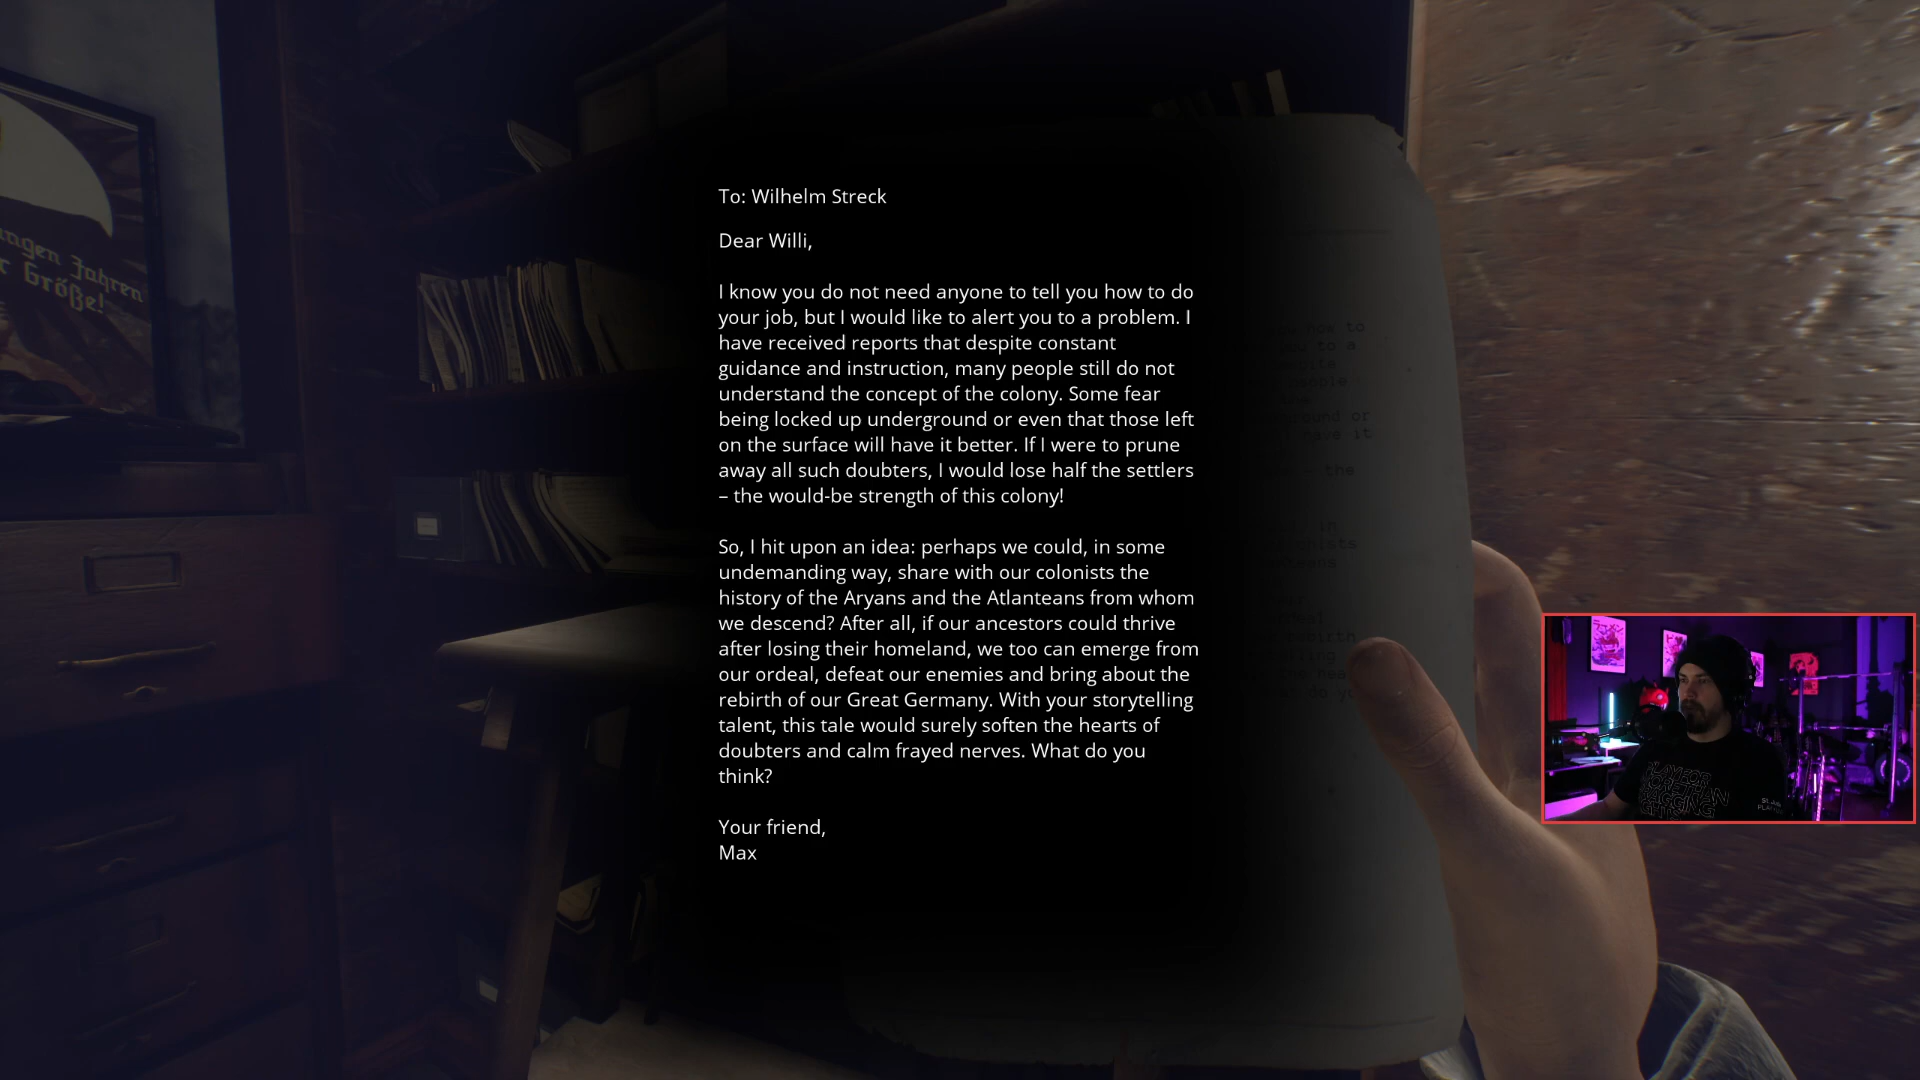 ngen Jahren
r Größe!
To: Wilhelm Streck
Dear Willi,
I know you do not need anyone to tell you how to do
your job, but I would like to alert you to a problem. I
have received reports that despite constant
guidance and instruction, many people still do not
understand the concept of the colony. Some fear
being locked up underground or even that those left
on the surface will have it better. If I were to prune
away all such doubters, I would lose half the settlers
– the would-be strength of this colony!
So, I hit upon an idea: perhaps we could, in some
undemanding way, share with our colonists the
history of the Aryans and the Atlanteans from whom
we descend? After all, if our ancestors could thrive
after losing their homeland, we too can emerge from
our ordeal, defeat our enemies and bring about the
rebirth of our Great Germany. With your storytelling
talent, this tale would surely soften the hearts of
doubters and calm frayed nerves. What do you
think?
Your friend,
Max